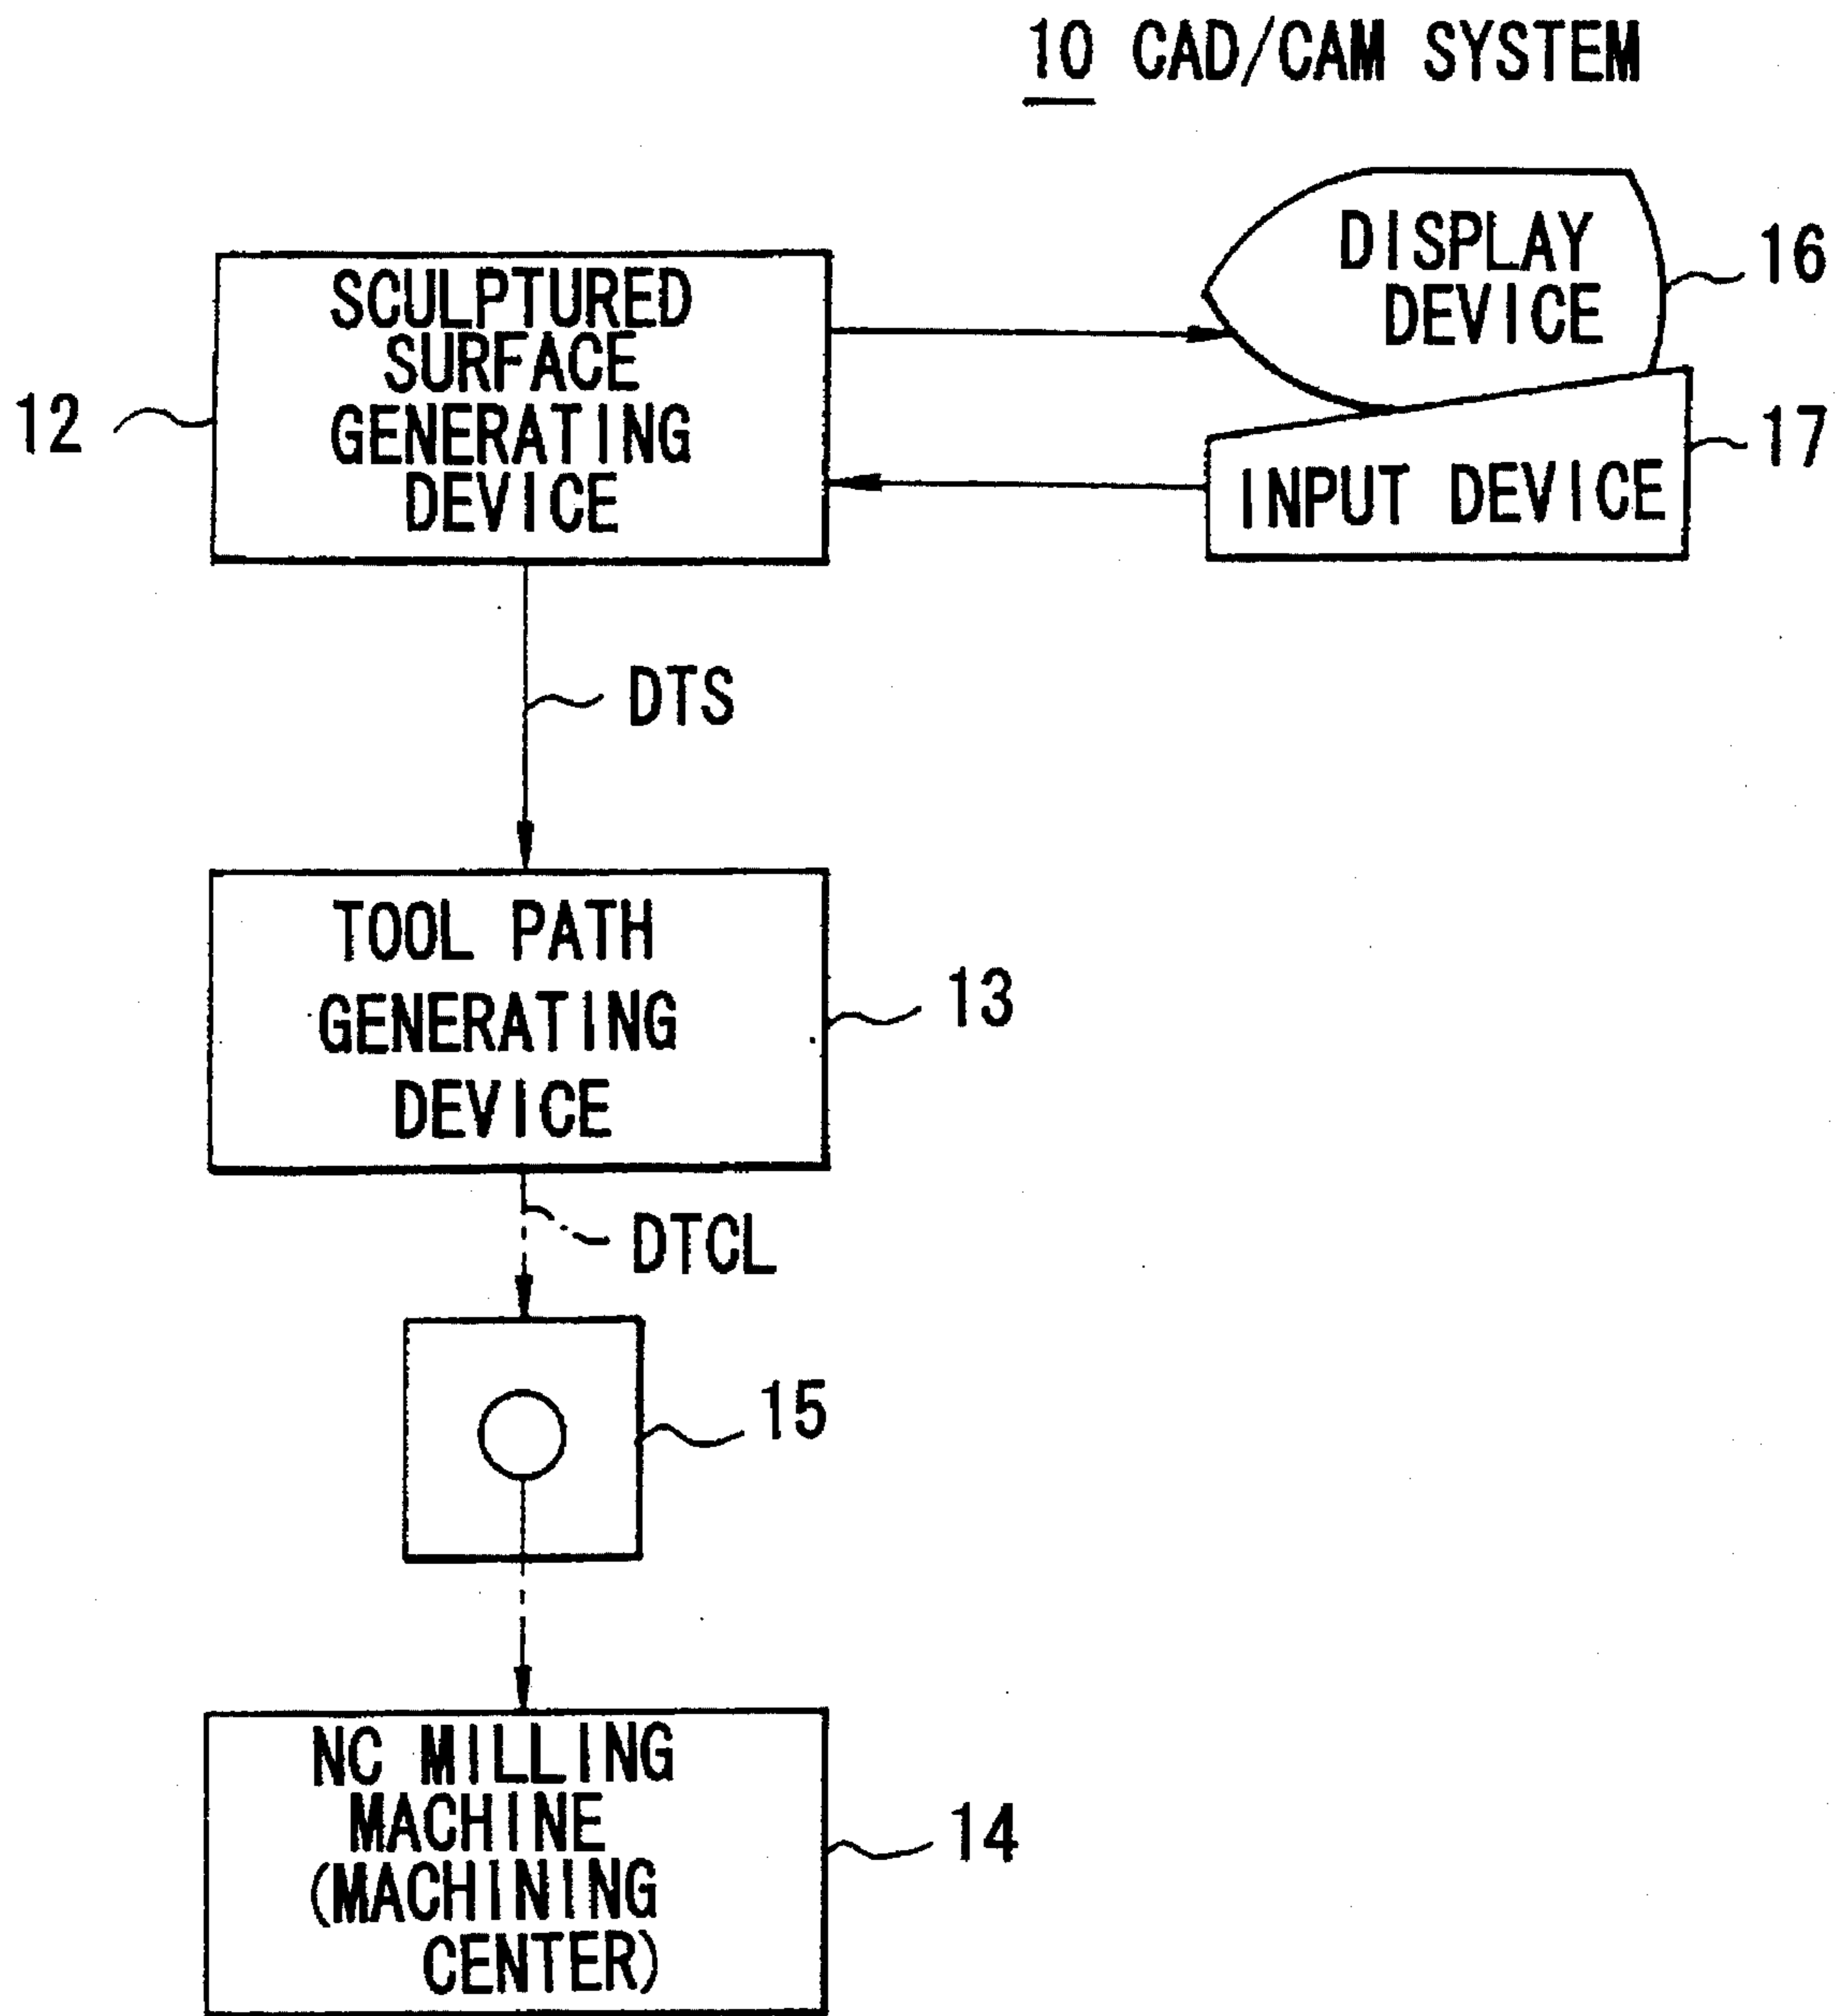 10 CAD/CAM SYSTEM
SCULPTURED
SURFACE
GENERATING
DEVICE
12
DISPLAY
DEVICE
16
INPUT DEVICE
17
DTS
TOOL PATH
GENERATING
DEVICE
13
DTCL
15
NC MILLING
MACHINE
(MACHINING
CENTER)
14